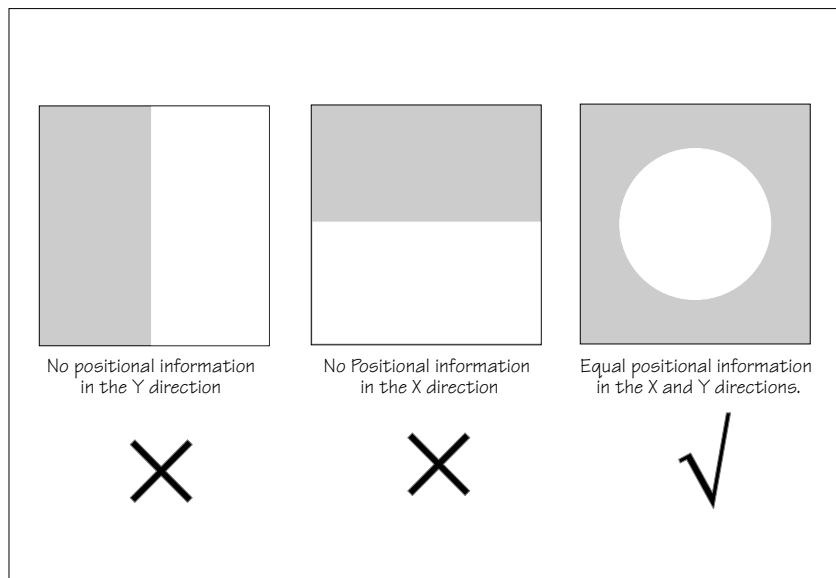 No positional information
in the Y direction
No Positional information
in the X direction
Equal positional information
in the X and Y directions.